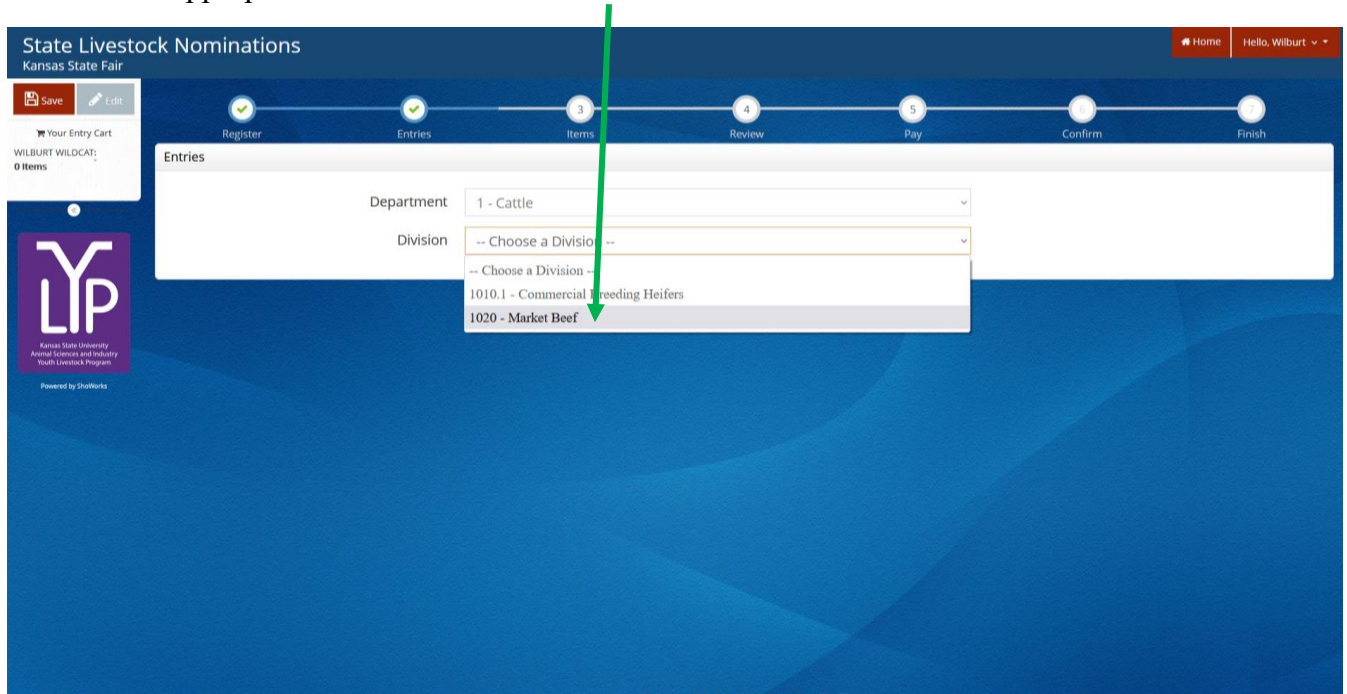 State Livestock Nominations
Kansas State Fair
Home
Hello, Wilburt
Save
Edit
Your Entry Cart
WILBURT WILDCAT:
0 Items
3
4
5
6
7
Register
Entries
Items
Review
Pay
Confirm
Finish
Entries
Department
1 - Cattle
Division
-- Choose a Division --
-- Choose a Division --
1010.1 - Commercial Breeding Heifers
1020 - Market Beef
YLP
Kansas State University
Animal Sciences and Industry
Youth Livestock Program
Powered by ShoWorks